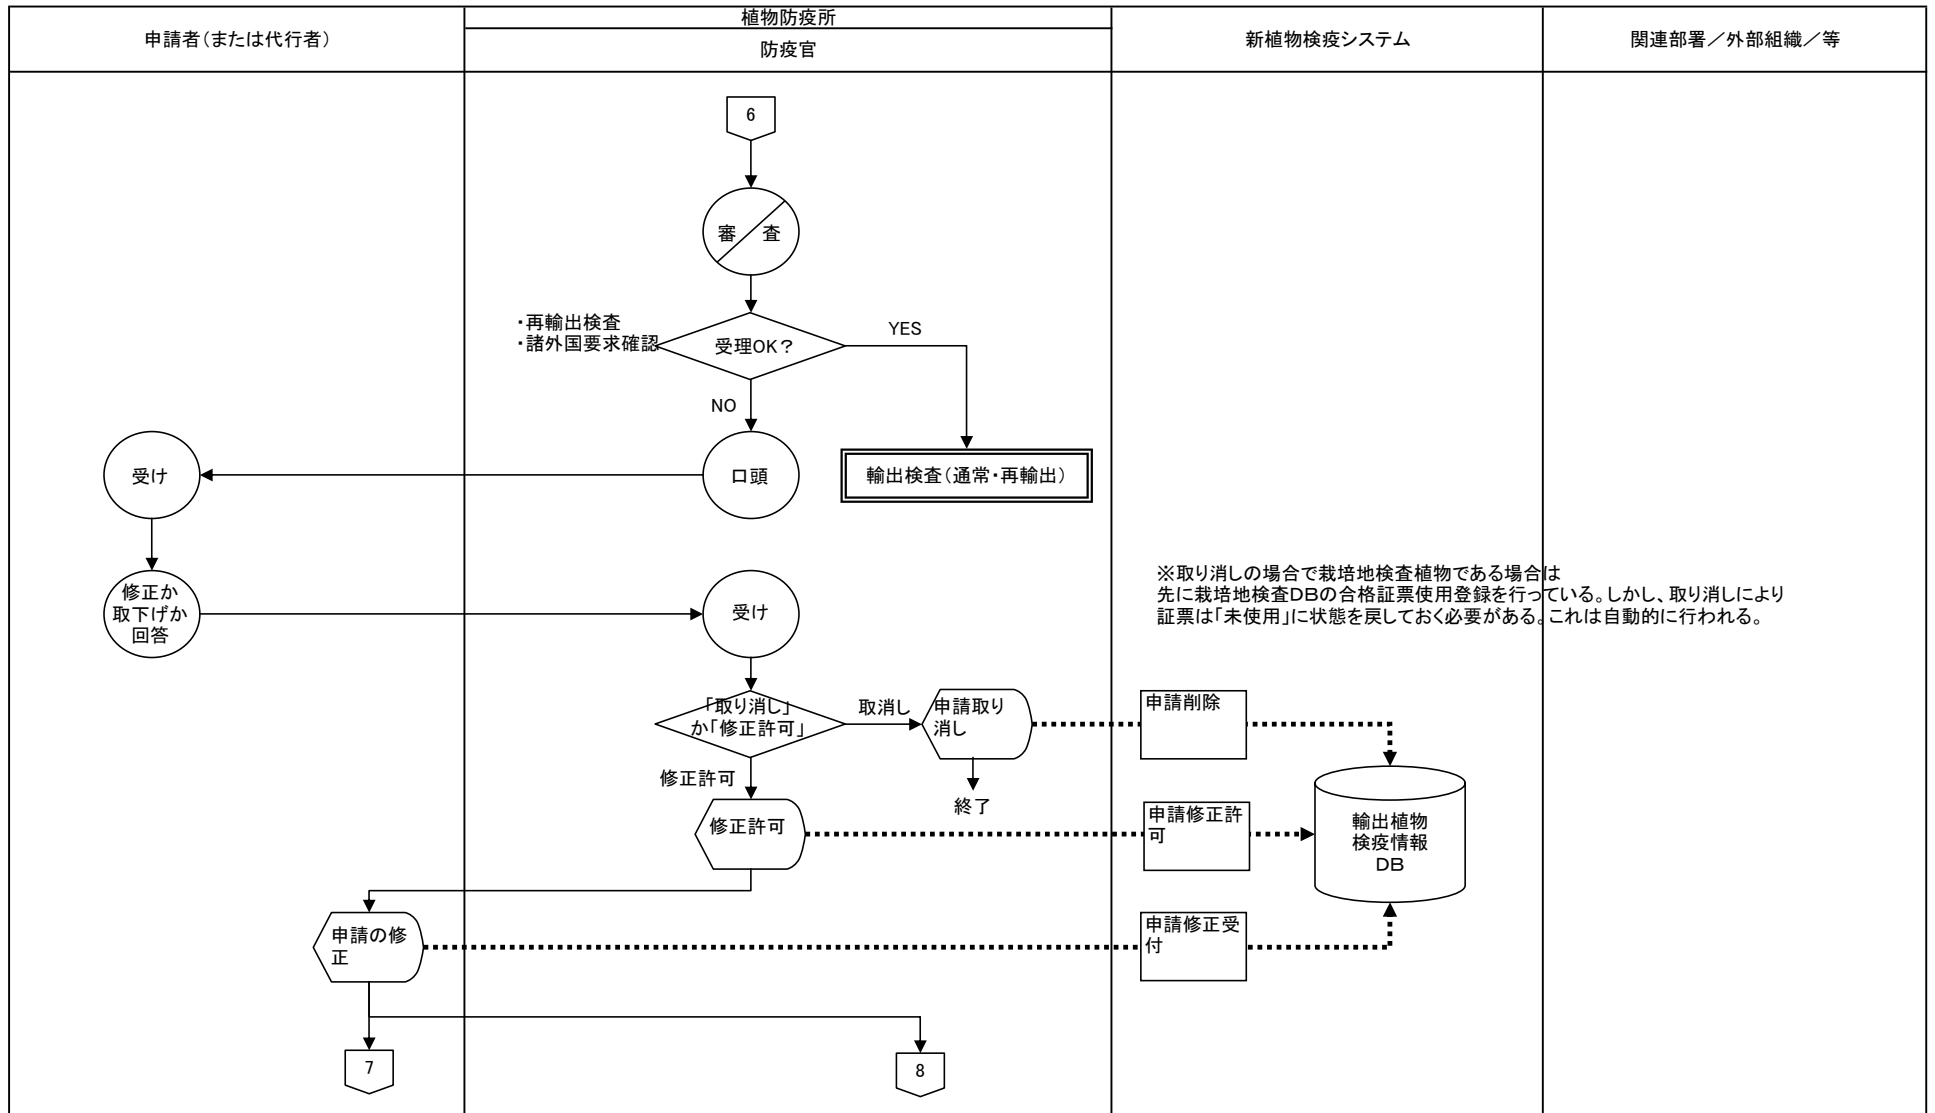 植物防疫所
申請者（または代行者）
防疫官
新植物検疫システム
関連部署／外部組織／等
6
審 査
・再輸出検査
・諸外国要求確認
受理OK？
YES
NO
受け
口頭
輸出検査（通常・再輸出）
修正か
取下げか
回答
受け
※取り消しの場合で栽培地検査植物である場合は
先に栽培地検査DBの合格証票使用登録を行っている。しかし、取り消しにより
証票は「未使用」に状態を戻しておく必要がある。これは自動的に行われる。
「取り消し」
か「修正許可」
取消し
申請取り
消し
申請削除
修正許可
終了
修正許可
申請修正許
可
輸出植物
検疫情報
ＤＢ
申請の修
正
申請修正受
付
7
8